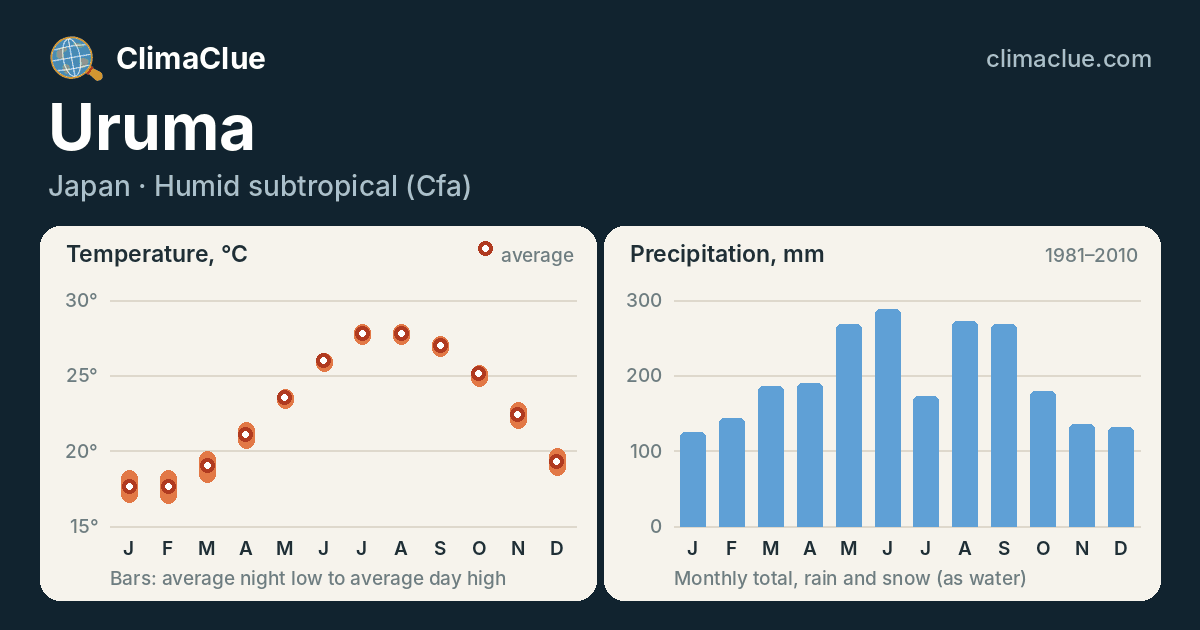 ClimaClue
climaclue.com
Uruma
Japan · Humid subtropical (Cfa)
Temperature, °C
average
30°
25°
20°
15°
J F M A M J J A S O N D
Bars: average night low to average day high
Precipitation, mm
1981–2010
300
200
100
0
J F M A M J J A S O N D
Monthly total, rain and snow (as water)